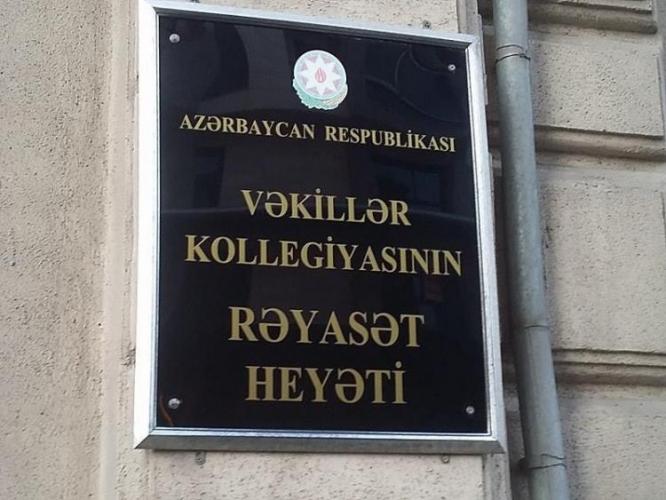 AZƏRBAYCAN RESPUBLİKASI
VƏKİLLƏR
KOLLEGİYASININ
RƏYASƏT
HEYƏTİ